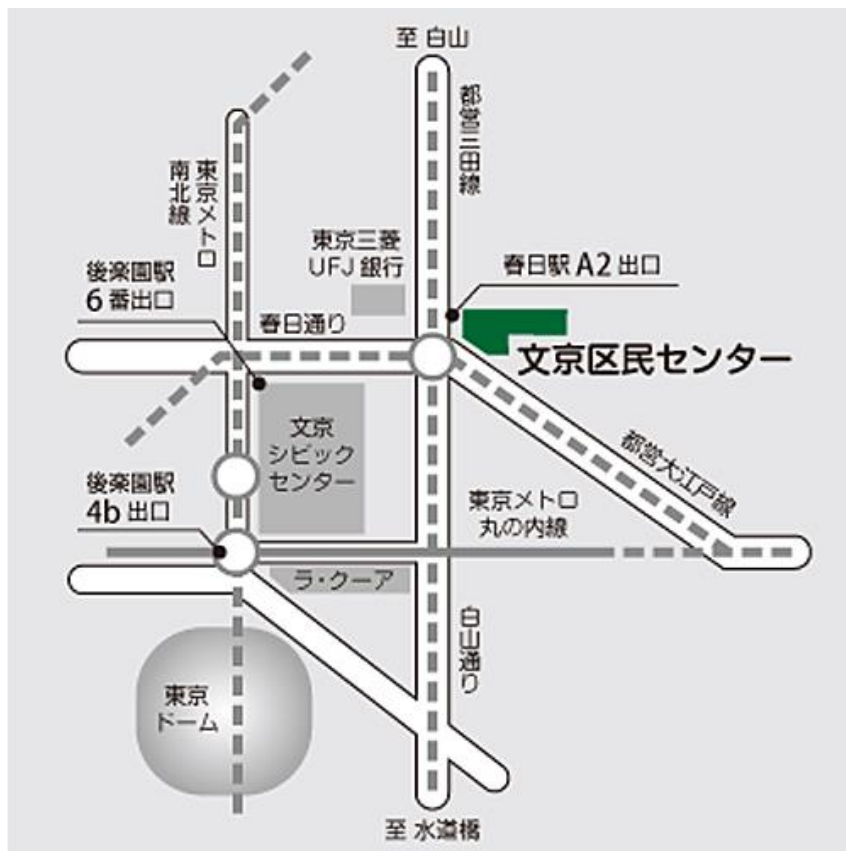 至 白山
都営三田線
東京メトロ
南北線
東京三菱
UFJ 銀行
春日駅 A2 出口
後楽園駅
6 番出口
春日通り
文京区民センター
文京
シビック
センター
都営大江戸線
後楽園駅
4b 出口
東京メトロ
丸の内線
ラ・クーア
白山通り
東京
ドーム
至 水道橋